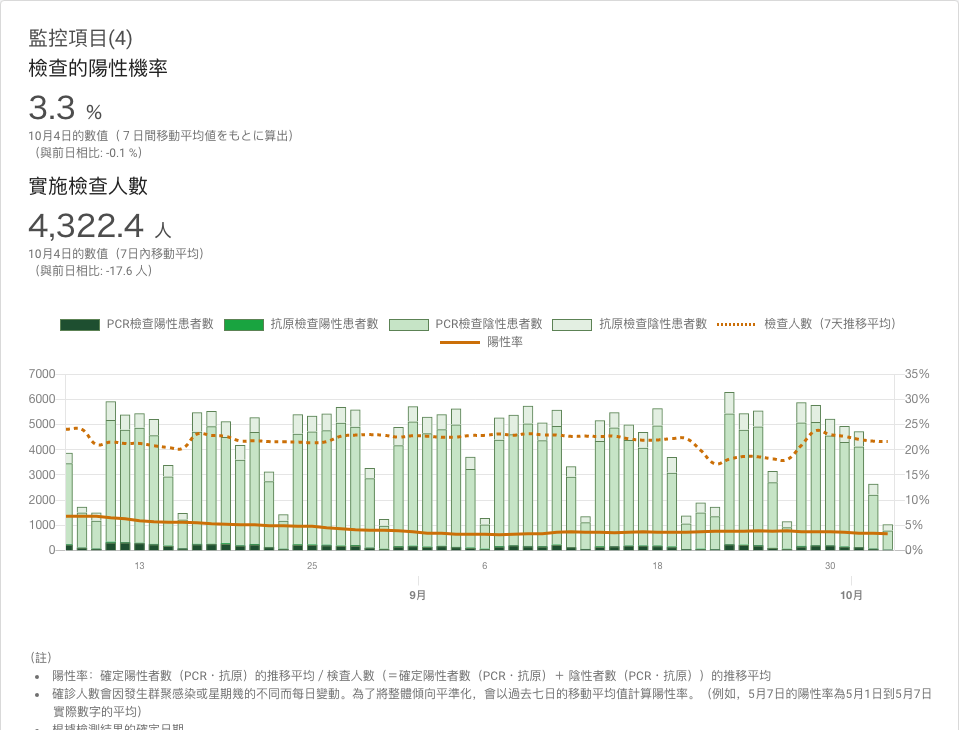 監控項目(4)
檢查的陽性機率
3.3 %
10月4日的數值（７日間移動平均値をもとに算出）
（與前日相比: -0.1 %）
實施檢查人數
4,322.4 人
10月4日的數值（7日內移動平均）
（與前日相比: -17.6 人）
PCR檢查陽性患者數 抗原檢查陽性患者數 PCR檢查陰性患者數 抗原檢查陰性患者數 檢查人數（7天推移平均）
陽性率
7000 35%
6000 30%
5000 25%
4000 20%
3000 15%
2000 10%
1000 5%
0 0%
13 25 6 18 30
9月 10月
（註）
陽性率：確定陽性者數（PCR・抗原）的推移平均 / 檢查人數（＝確定陽性者數（PCR・抗原）＋ 陰性者數（PCR・抗原））的推移平均
確診人數會因發生群聚感染或星期幾的不同而每日變動。為了將整體傾向平準化，會以過去七日的移動平均值計算陽性率。（例如，5月7日的陽性率為5月1日到5月7日
實際數字的平均）
根據檢測結果的確定日期